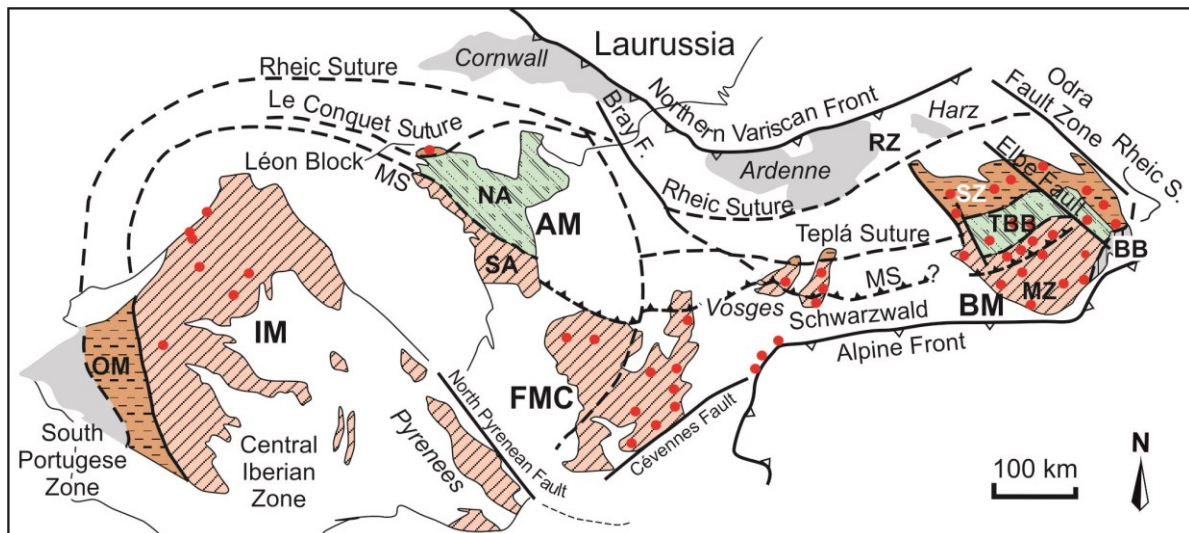 Laurussia
Cornwall
Rheic Suture
Le Conquet Suture
Léon Block
MS
Bray F.
Northern Variscan Front
Harz
Odra
Fault Zone
RZ
Ardenne
Rheic Suture
Rheic S.
Elbe Fault
SZ
NA
AM
TBB
SA
Teplá Suture
BB
MS ?
MZ
Vosges
Schwarzwald
BM
Alpine Front
IM
OM
FMC
North Pyrenean Fault
Cévennes Fault
Pyrenees
South
Portugese
Zone
Central
Iberian
Zone
N
100 km